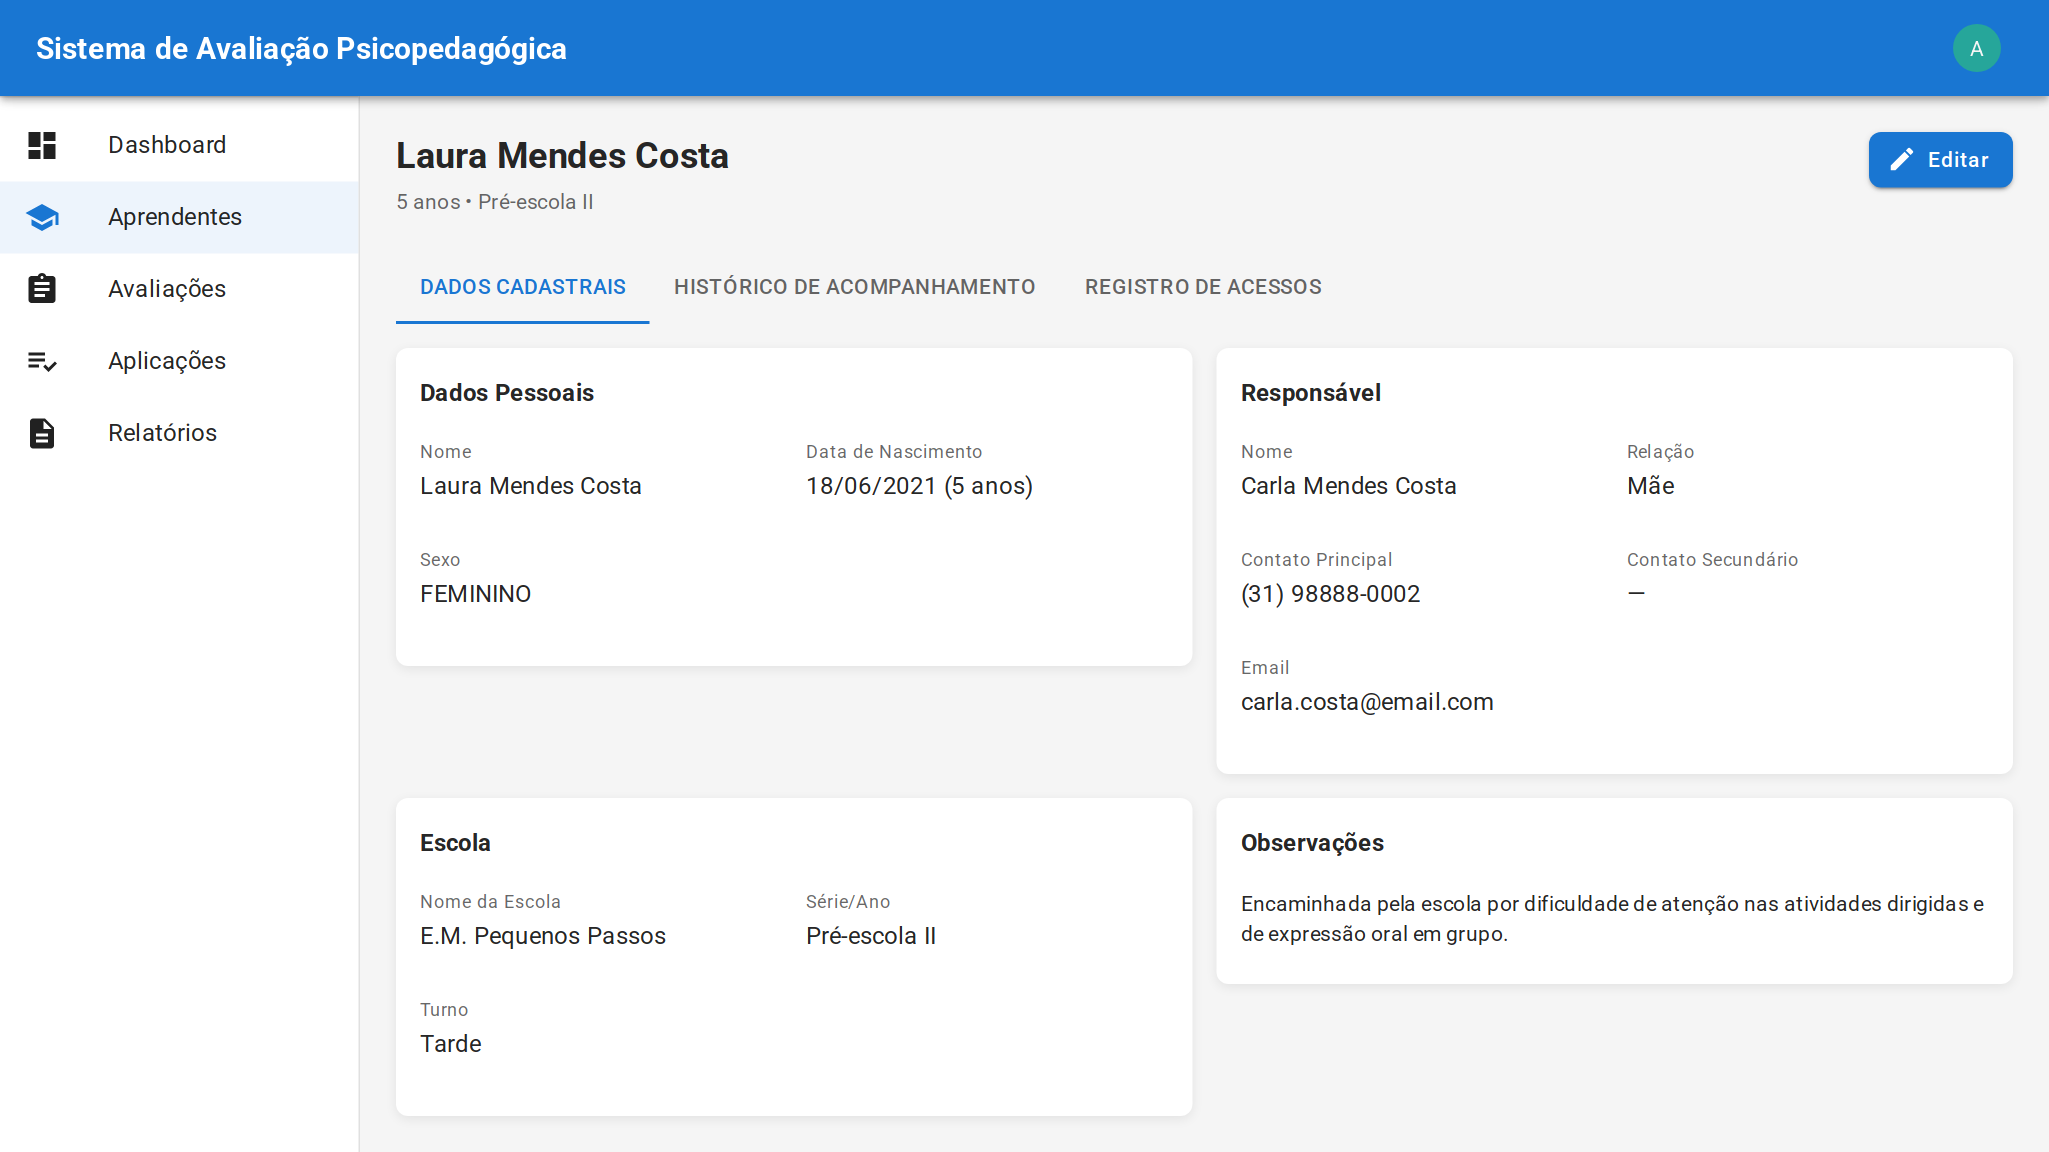 Sistema de Avaliação Psicopedagógica
A
Dashboard
Aprendentes
Avaliações
Aplicações
Relatórios
Laura Mendes Costa
5 anos • Pré-escola II
Editar
DADOS CADASTRAIS
HISTÓRICO DE ACOMPANHAMENTO
REGISTRO DE ACESSOS
Dados Pessoais
Nome
Laura Mendes Costa
Data de Nascimento
18/06/2021 (5 anos)
Sexo
FEMININO
Responsável
Nome
Carla Mendes Costa
Relação
Mãe
Contato Principal
(31) 98888-0002
Contato Secundário
—
Email
carla.costa@email.com
Escola
Nome da Escola
E.M. Pequenos Passos
Série/Ano
Pré-escola II
Turno
Tarde
Observações
Encaminhada pela escola por dificuldade de atenção nas atividades dirigidas e
de expressão oral em grupo.